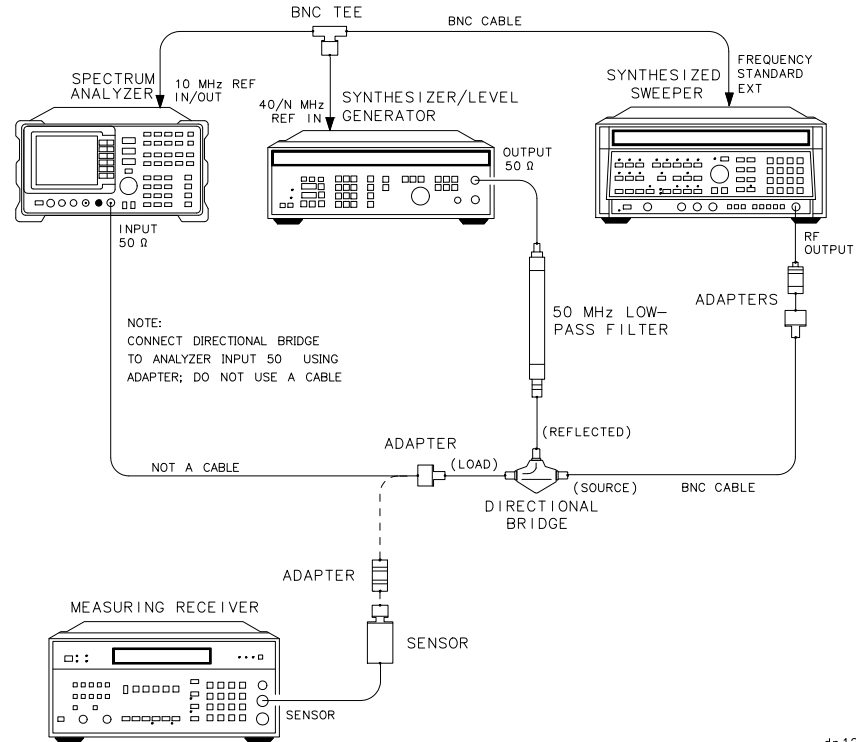 BNC TEE
BNC CABLE
SPECTRUM
ANALYZER
10 MHz REF
IN/OUT
40/N MHz
REF IN
SYNTHESIZER/LEVEL
GENERATOR
SYNTHESIZED
SWEEPER
FREQUENCY
STANDARD
EXT
OUTPUT
50 Ω
INPUT
50 Ω
RF
OUTPUT
ADAPTERS
50 MHz LOW–
PASS FILTER
NOTE:
CONNECT DIRECTIONAL BRIDGE
TO ANALYZER INPUT 50 USING
ADAPTER; DO NOT USE A CABLE
(REFLECTED)
ADAPTER
(LOAD)
NOT A CABLE
(SOURCE)
BNC CABLE
DIRECTIONAL
BRIDGE
ADAPTER
MEASURING RECEIVER
SENSOR
SENSOR